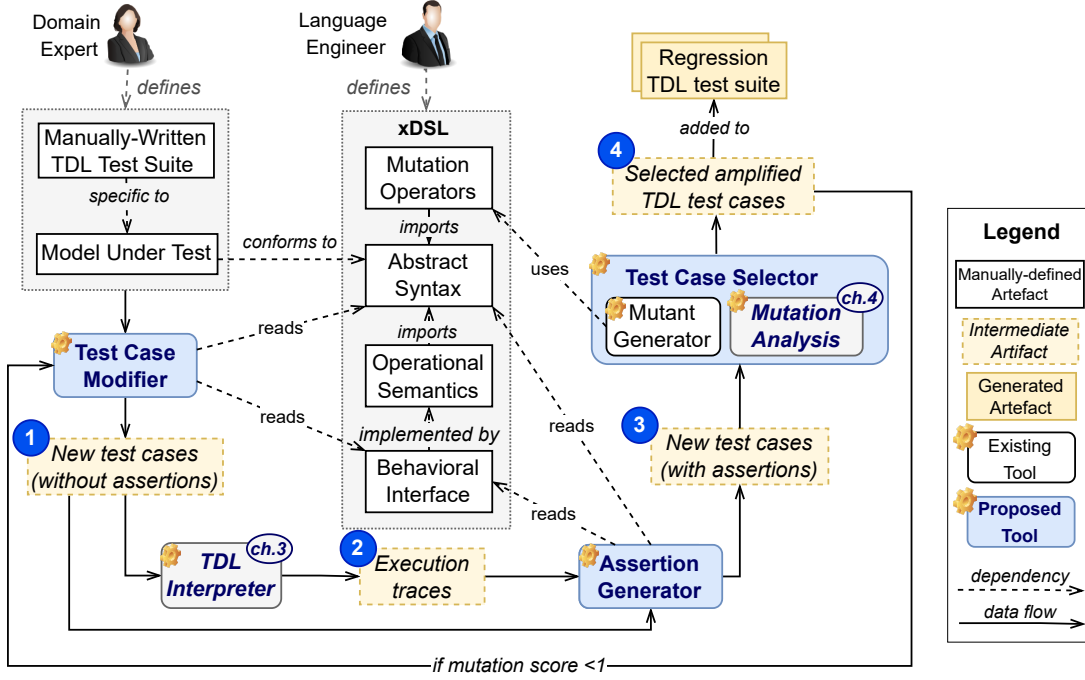 Domain
Expert
defines
Manually-Written
TDL Test Suite
specific to
Model Under Test
conforms to
Language
Engineer
defines
xDSL
Mutation
Operators
imports
Abstract
Syntax
imports
Operational
Semantics
implemented by
Behavioral
Interface
reads
reads
reads
reads
uses
Test Case
Modifier
1
New test cases
(without assertions)
TDL
Interpreter
ch.3
2
Execution
traces
Assertion
Generator
3
New test cases
(with assertions)
Test Case Selector
Mutant
Generator
Mutation
Analysis
ch.4
4
Selected amplified
TDL test cases
added to
Regression
TDL test suite
if mutation score <1
Legend
Manually-defined
Artefact
Intermediate
Artifact
Generated
Artefact
Existing
Tool
Proposed
Tool
dependency
data flow